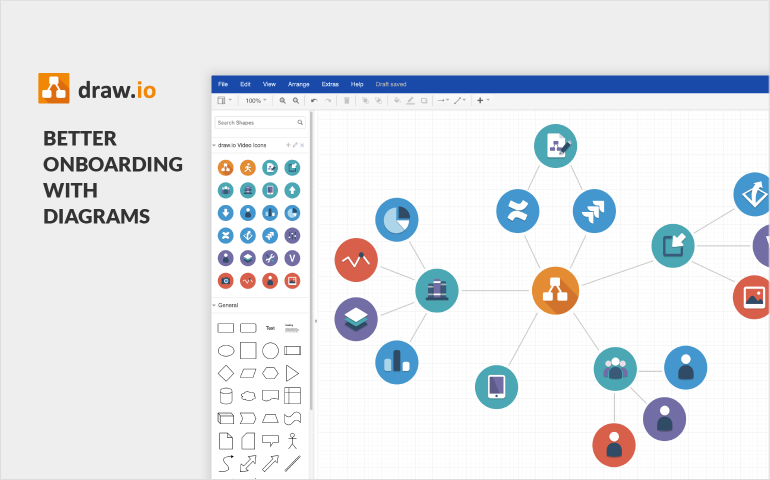 draw.io
BETTER
ONBOARDING
WITH
DIAGRAMS
File Edit View Arrange Extras Help Draft saved
100%
Search Shapes
draw.io Video Icons
V
General
Text